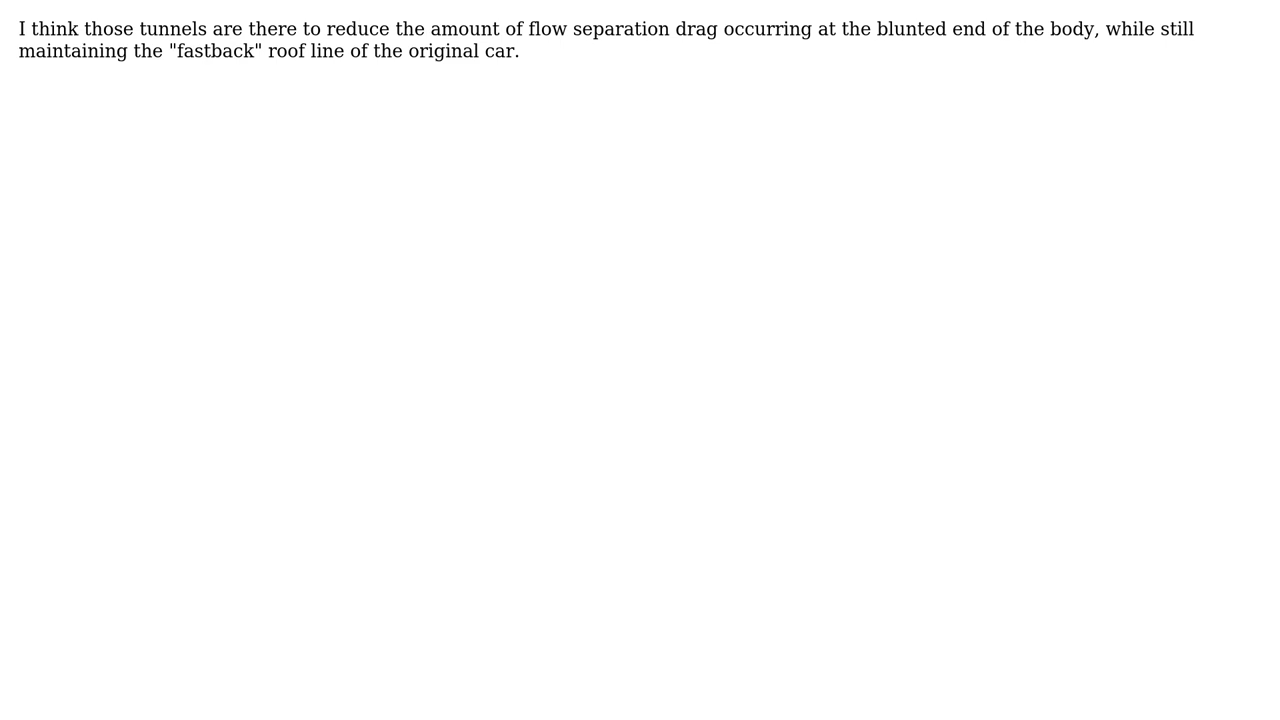 I think those tunnels are there to reduce the amount of flow separation drag occurring at the blunted end of the body, while still
maintaining the "fastback" roof line of the original car.